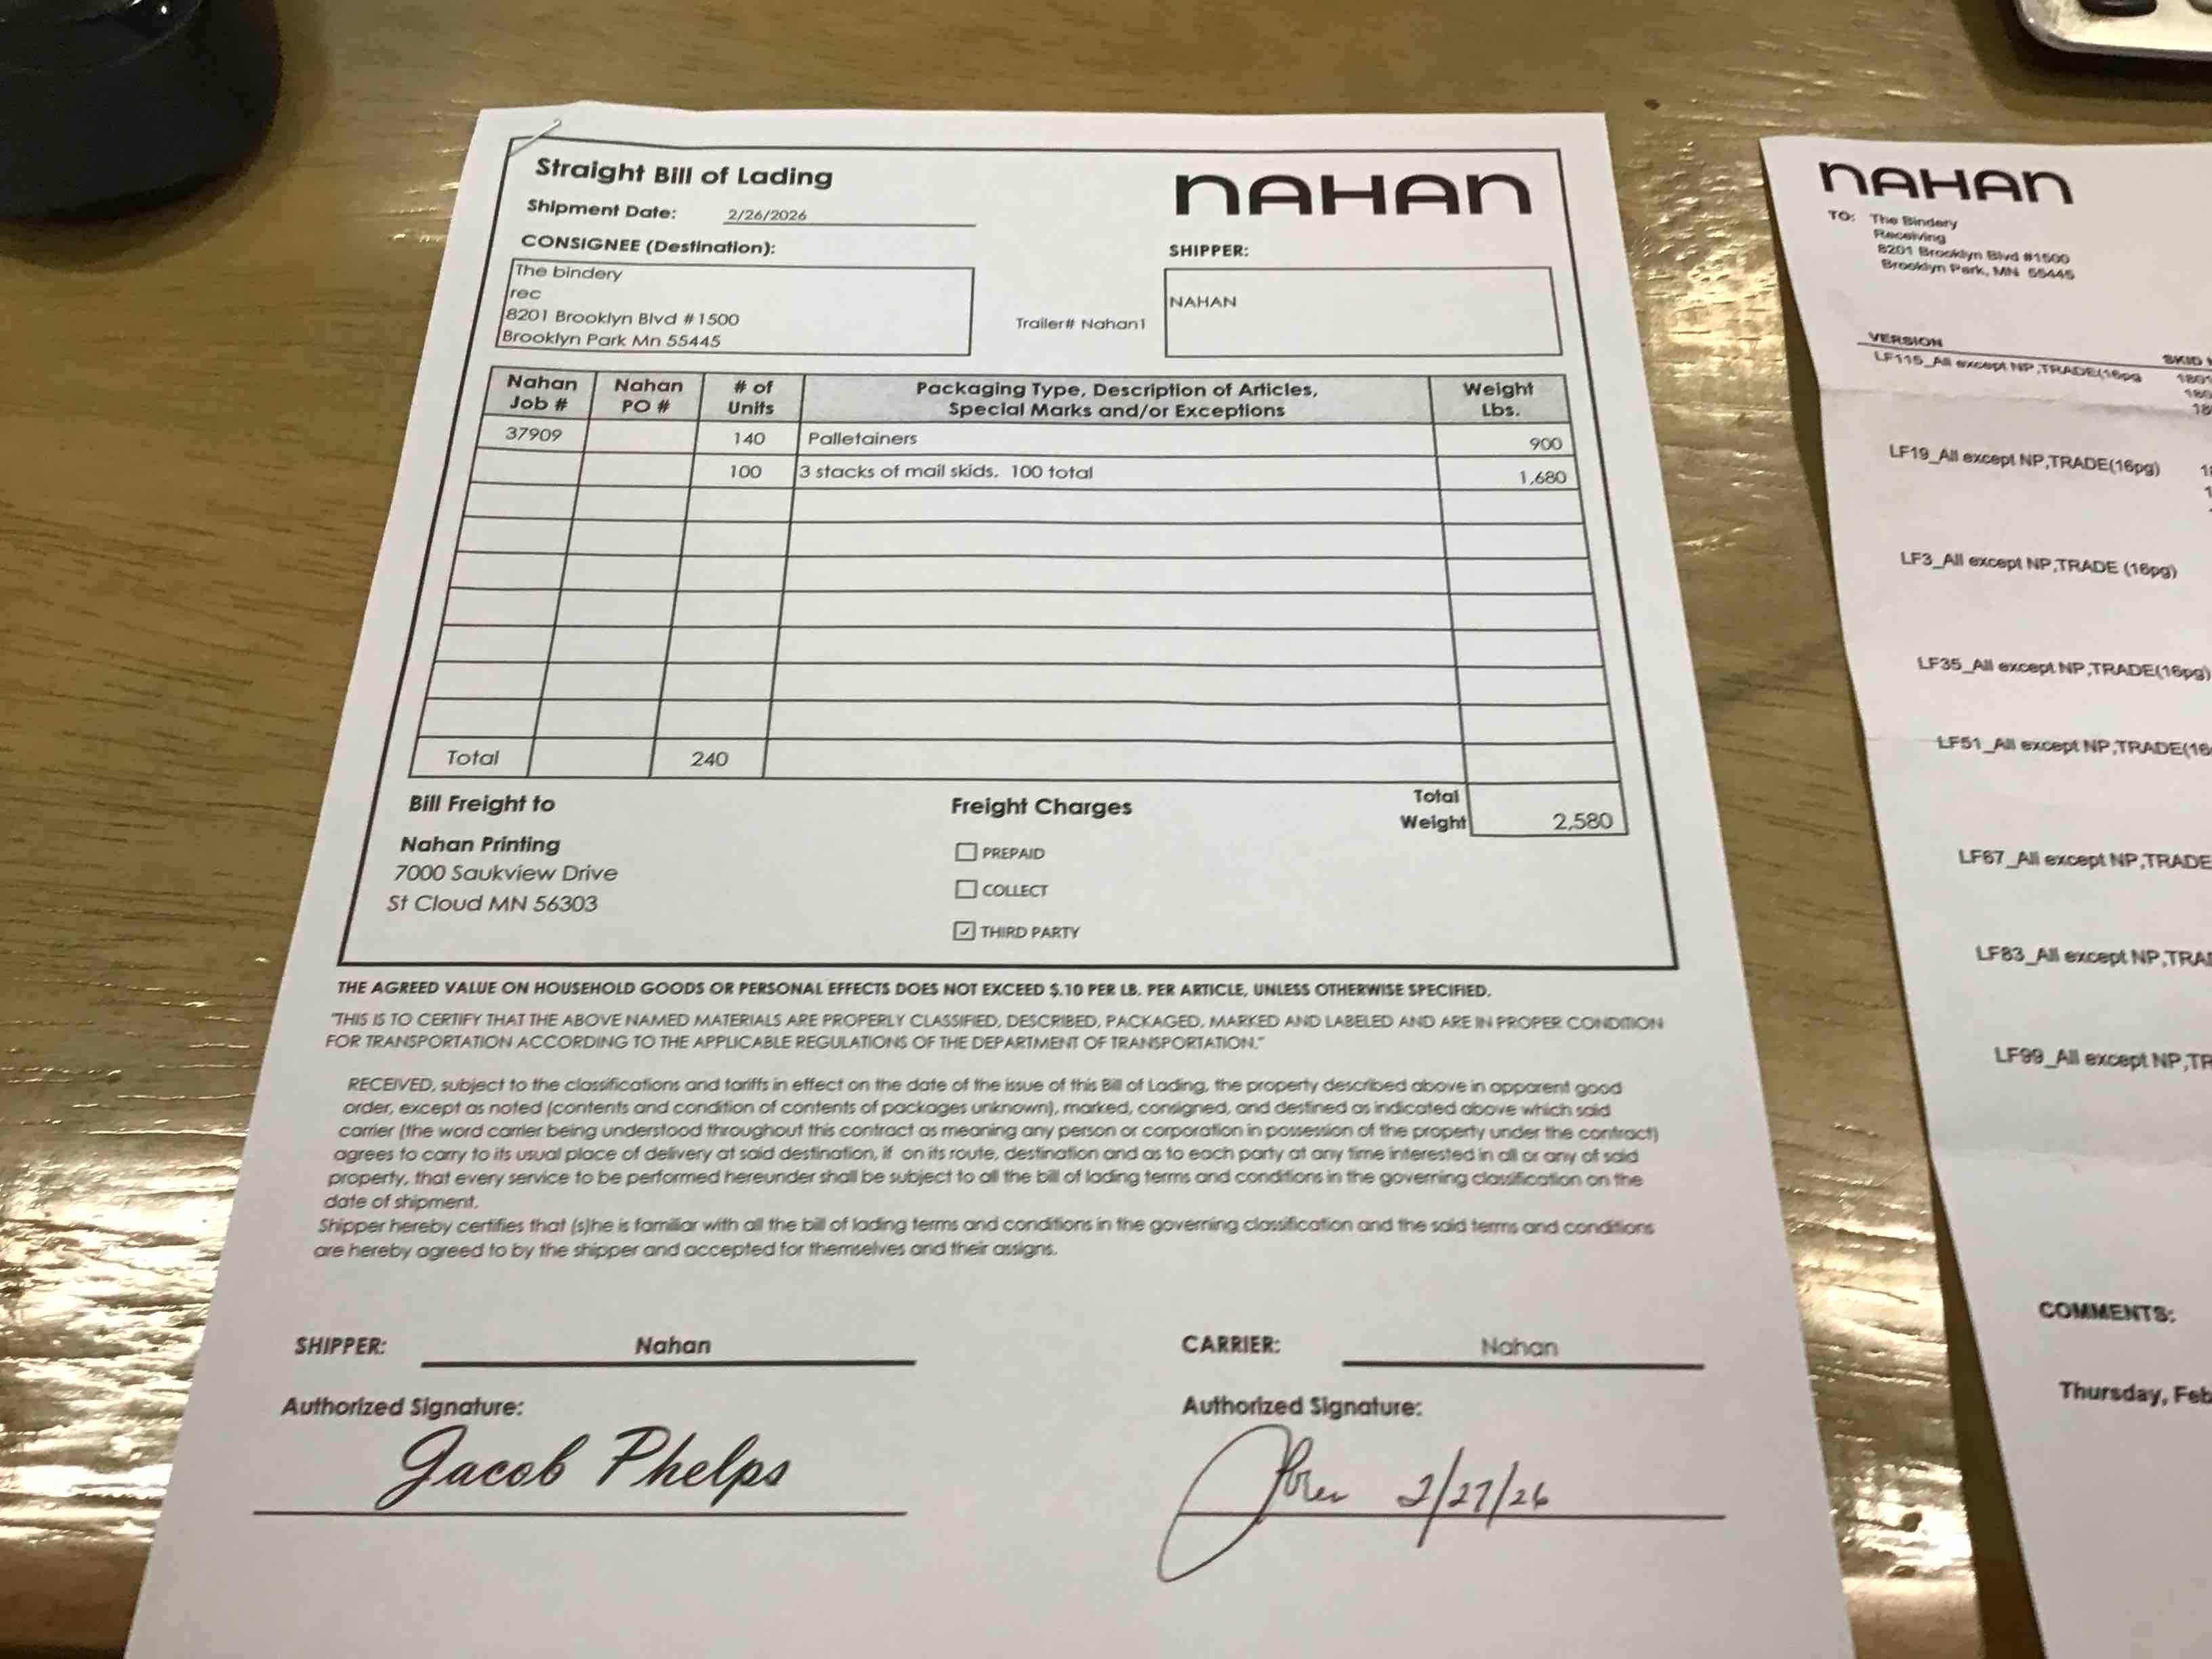 Straight Bill of Lading
NAHAN
Shipment Date: 2/26/2026
CONSIGNEE (Destination):
The bindery
rec
8201 Brooklyn Blvd #1500
Brooklyn Park Mn 55445
Trailer# Nahan1
SHIPPER:
NAHAN
Nahan Job # Nahan PO # # of Units Packaging Type, Description of Articles, Special Marks and/or Exceptions Weight Lbs.
37909 140 Palletainers 900
100 3 stacks of mail skids. 100 total 1,680
Total 240
Total Weight 2,580
Bill Freight to
Nahan Printing
7000 Saukview Drive
St Cloud MN 56303
Freight Charges
PREPAID
COLLECT
THIRD PARTY
THE AGREED VALUE ON HOUSEHOLD GOODS OR PERSONAL EFFECTS DOES NOT EXCEED $.10 PER LB. PER ARTICLE, UNLESS OTHERWISE SPECIFIED.
"THIS IS TO CERTIFY THAT THE ABOVE NAMED MATERIALS ARE PROPERLY CLASSIFIED, DESCRIBED, PACKAGED, MARKED AND LABELED AND ARE IN PROPER CONDITION
FOR TRANSPORTATION ACCORDING TO THE APPLICABLE REGULATIONS OF THE DEPARTMENT OF TRANSPORTATION."
RECEIVED, subject to the classifications and tariffs in effect on the date of the issue of this Bill of Lading, the property described above in apparent good
order, except as noted (contents and condition of contents of packages unknown), marked, consigned, and destined as indicated above which said
carrier (the word carrier being understood throughout this contract as meaning any person or corporation in possession of the property under the contract)
agrees to carry to its usual place of delivery at said destination, if on its route, destination and as to each party at any time interested in all or any of said
property, that every service to be performed hereunder shall be subject to all the bill of lading terms and conditions in the governing classification on the
date of shipment.
Shipper hereby certifies that (s)he is familiar with all the bill of lading terms and conditions in the governing classification and the said terms and conditions
are hereby agreed to by the shipper and accepted for themselves and their assigns.
SHIPPER: Nahan
CARRIER: Nahan
Authorized Signature:
Jacob Phelps
Authorized Signature:
2/27/26
NAHAN
TO: The Bindery
Receiving
8201 Brooklyn Blvd #1500
Brooklyn Park, MN 55445
VERSION SKID
LF115_All except NP,TRADE(16pg 1801
180
18
LF19_All except NP,TRADE(16pg)
LF3_All except NP,TRADE (16pg)
LF35_All except NP,TRADE(16pg)
LF51_All except NP,TRADE(16
LF67_All except NP,TRADE
LF83_All except NP,TRA
LF99_All except NP,TR
COMMENTS:
Thursday, Feb